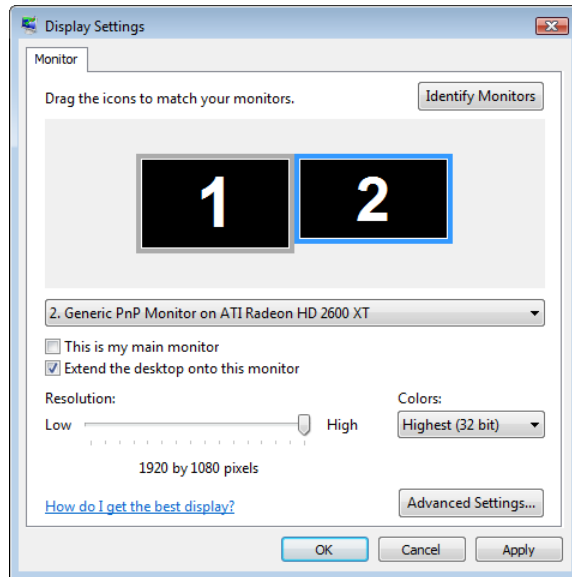 Display Settings
Monitor
Drag the icons to match your monitors.
Identify Monitors
1
2
2. Generic PnP Monitor on ATI Radeon HD 2600 XT
This is my main monitor
Extend the desktop onto this monitor
Resolution:
Colors:
Low
High
Highest (32 bit)
1920 by 1080 pixels
How do I get the best display?
Advanced Settings...
OK
Cancel
Apply